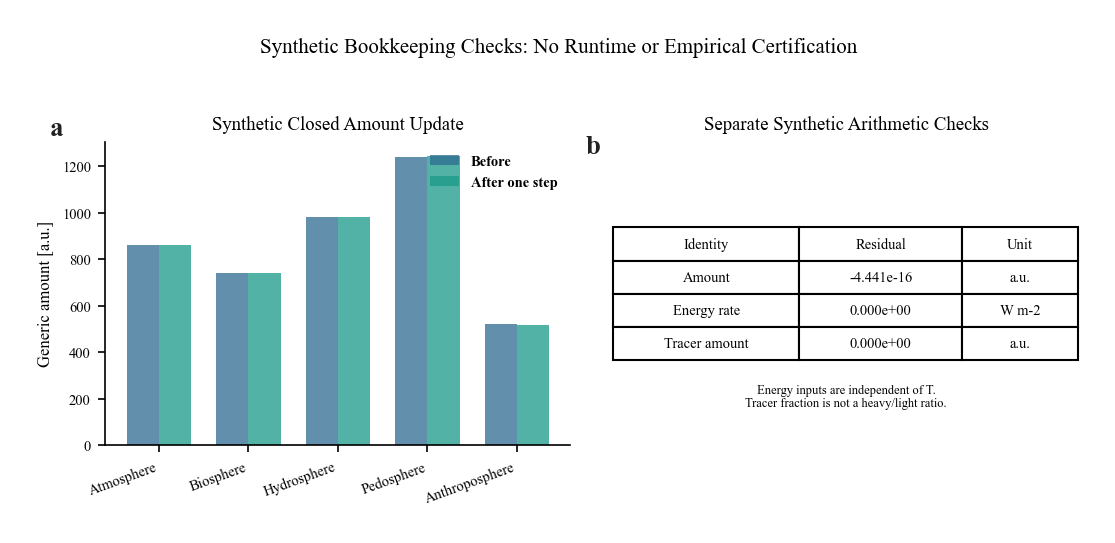 Synthetic Bookkeeping Checks: No Runtime or Empirical Certification
a
Synthetic Closed Amount Update
Generic amount [a.u.]
1200
1000
800
600
400
200
0
Before
After one step
Atmosphere
Biosphere
Hydrosphere
Pedosphere
Anthroposphere
b
Separate Synthetic Arithmetic Checks
Identity Residual Unit
Amount -4.441e-16 a.u.
Energy rate 0.000e+00 W m-2
Tracer amount 0.000e+00 a.u.
Energy inputs are independent of T.
Tracer fraction is not a heavy/light ratio.